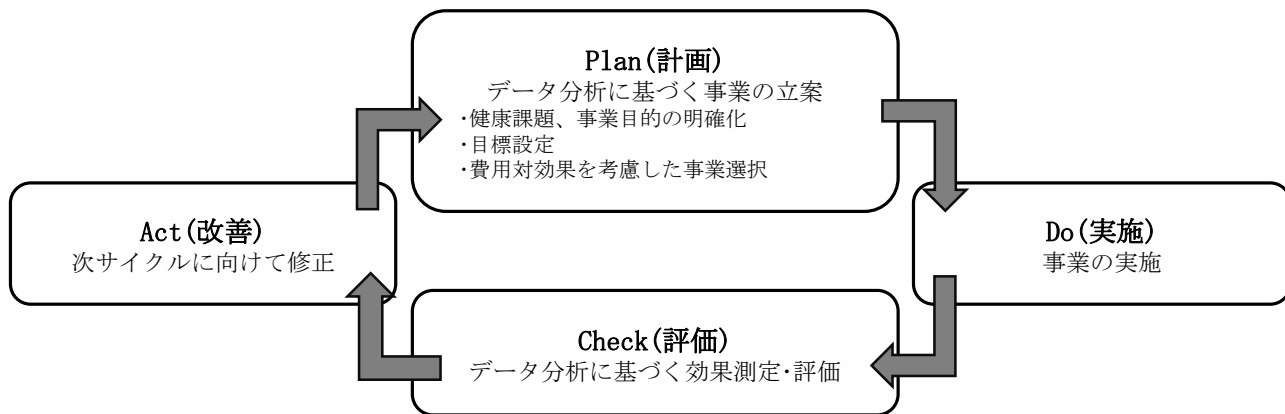 Plan(計画)
データ分析に基づく事業の立案
･健康課題、事業目的の明確化
･目標設定
･費用対効果を考慮した事業選択
Act(改善)
次サイクルに向けて修正
Do(実施)
事業の実施
Check(評価)
データ分析に基づく効果測定･評価